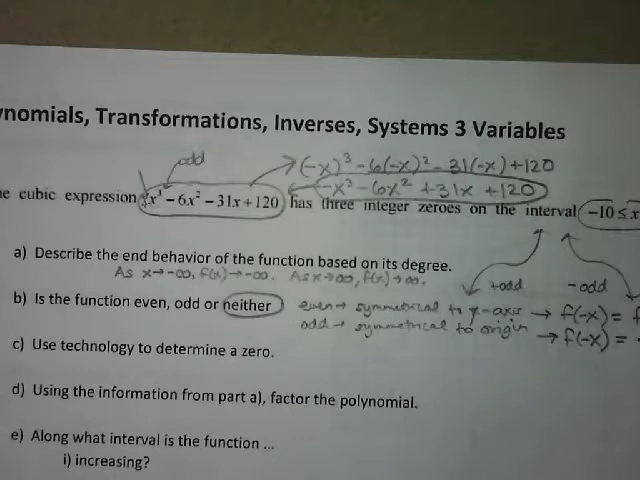 ynomials, Transformations, Inverses, Systems 3 Variables
odd
(-x)³ - 6(-x)² - 31(-x) + 120
-x³ - 6x² + 31x + 120
e cubic expression x³ – 6x² – 31x + 120 has three integer zeroes on the interval –10 ≤ x
a) Describe the end behavior of the function based on its degree.
As x→-∞, f(x)→-∞. As x→∞, f(x)→∞.
+odd -odd
b) Is the function even, odd or neither
even → symmetrical to y-axis → f(-x) = f
odd → symmetrical to origin → f(-x) = -
c) Use technology to determine a zero.
d) Using the information from part a), factor the polynomial.
e) Along what interval is the function ...
i) increasing?